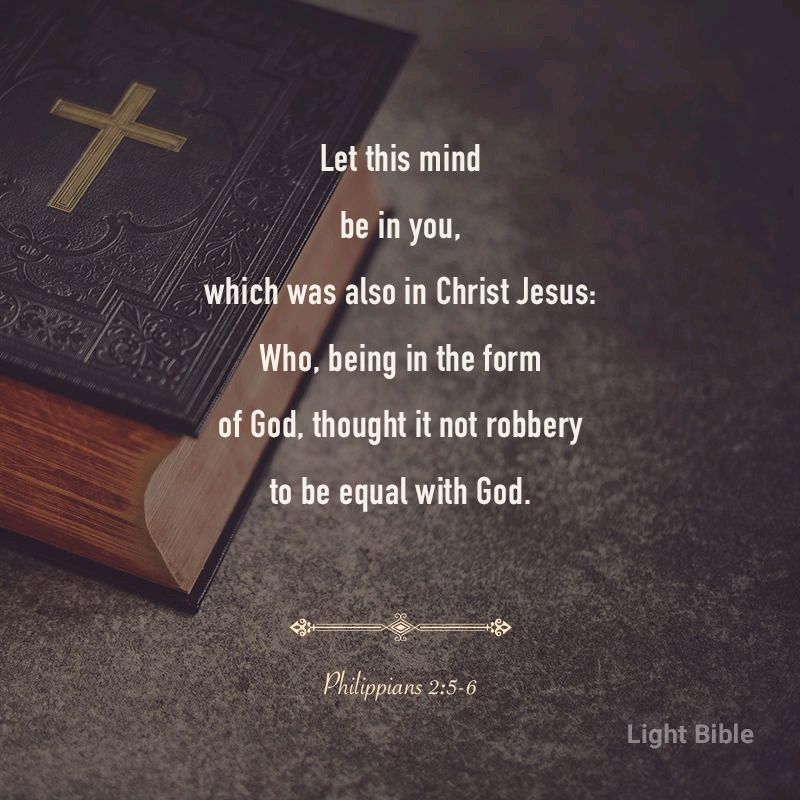 Let this mind
be in you,
which was also in Christ Jesus:
Who, being in the form
of God, thought it not robbery
to be equal with God.
Philippians 2:5-6
Light Bible